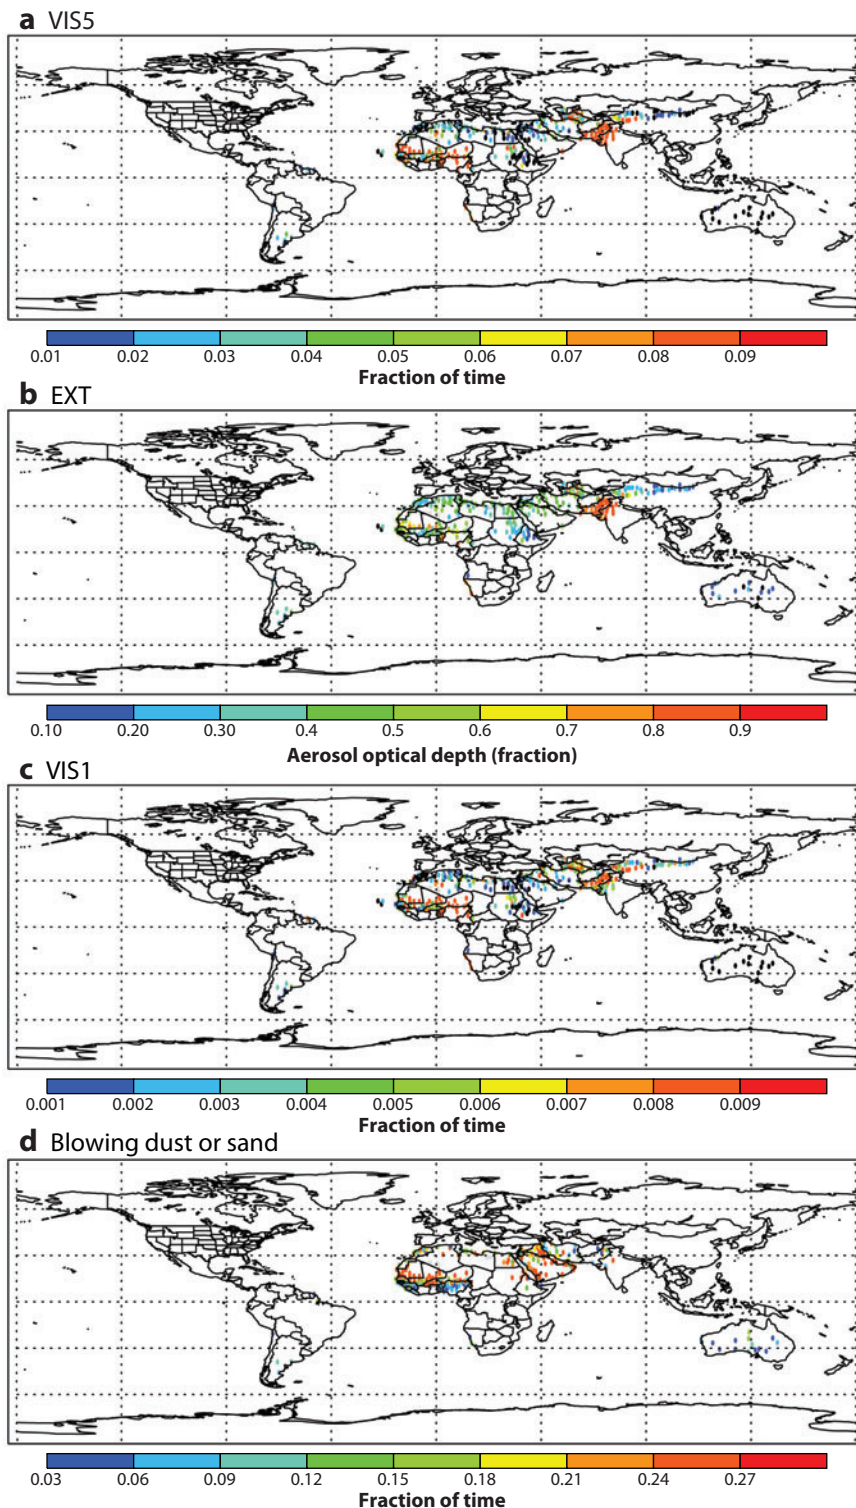 a VIS5
0.01 0.02 0.03 0.04 0.05 0.06 0.07 0.08 0.09
Fraction of time
b EXT
0.10 0.20 0.30 0.4 0.5 0.6 0.7 0.8 0.9
Aerosol optical depth (fraction)
c VIS1
0.001 0.002 0.003 0.004 0.005 0.006 0.007 0.008 0.009
Fraction of time
d Blowing dust or sand
0.03 0.06 0.09 0.12 0.15 0.18 0.21 0.24 0.27
Fraction of time